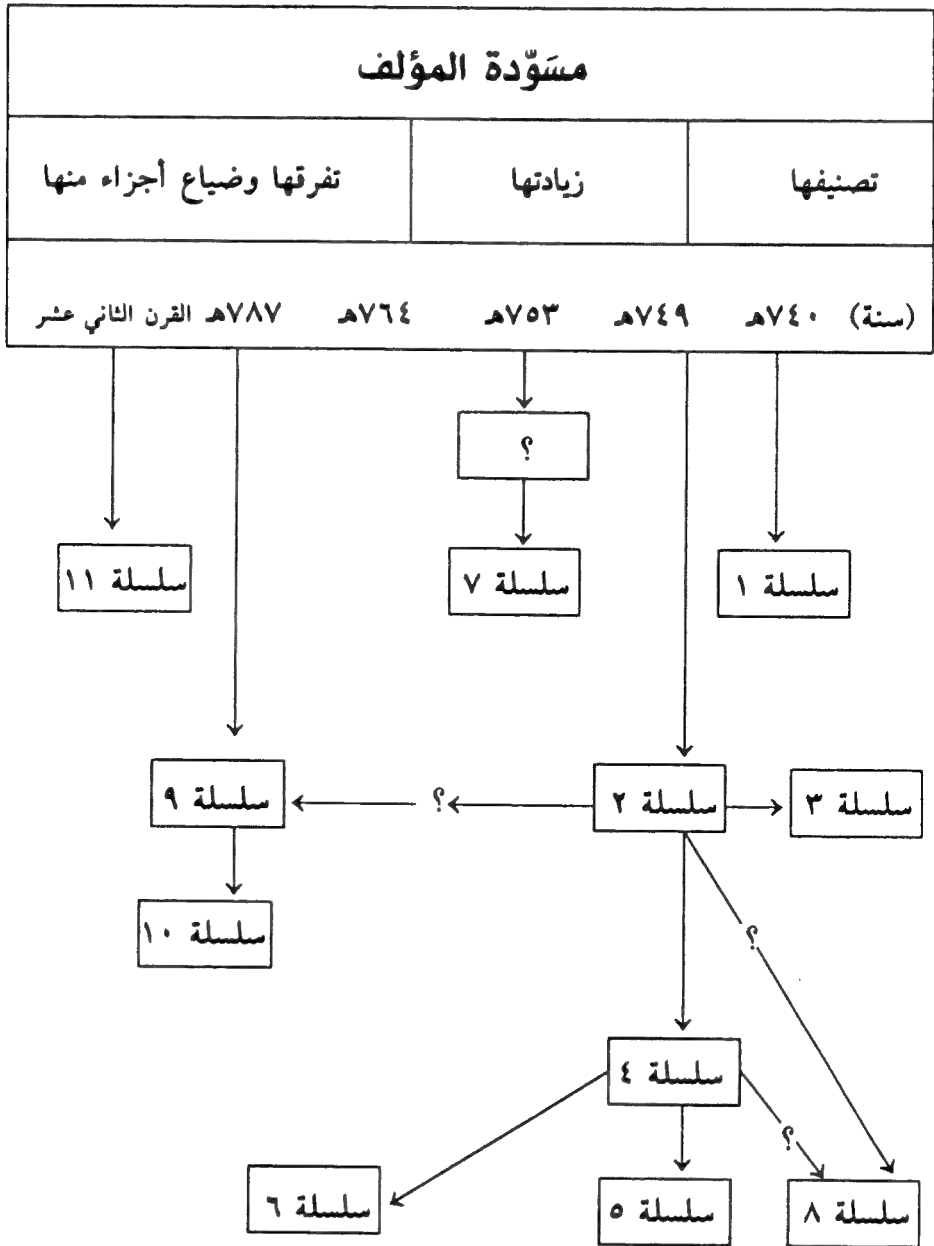 مسَوّدة المؤلف
تصنيفها زيادتها تفرقها وضياع أجزاء منها
(سنة) ٧٤٠هـ ٧٤٩هـ ٧٥٣هـ ٧٦٤هـ ٧٨٧هـ القرن الثاني عشر
؟
سلسلة ١ سلسلة ٧ سلسلة ١١
سلسلة ٣ سلسلة ٢ ؟ سلسلة ٩
سلسلة ١٠
؟
سلسلة ٤
؟
سلسلة ٨ سلسلة ٥ سلسلة ٦